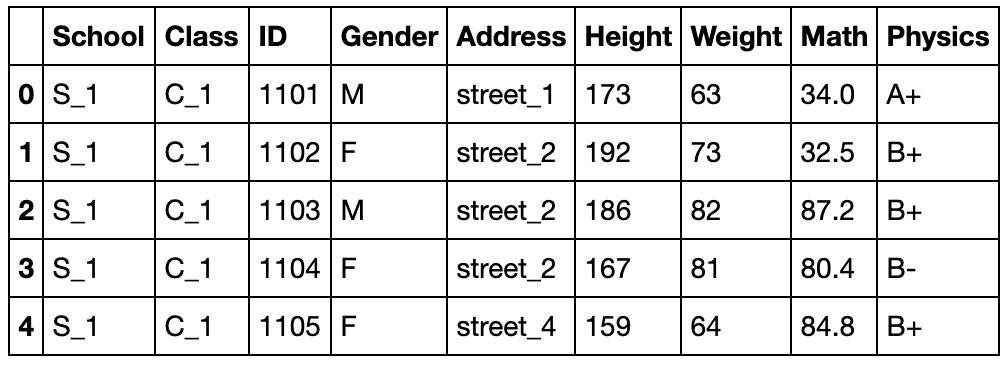 School Class ID Gender Address Height Weight Math Physics
0 S_1 C_1 1101 M street_1 173 63 34.0 A+
1 S_1 C_1 1102 F street_2 192 73 32.5 B+
2 S_1 C_1 1103 M street_2 186 82 87.2 B+
3 S_1 C_1 1104 F street_2 167 81 80.4 B-
4 S_1 C_1 1105 F street_4 159 64 84.8 B+